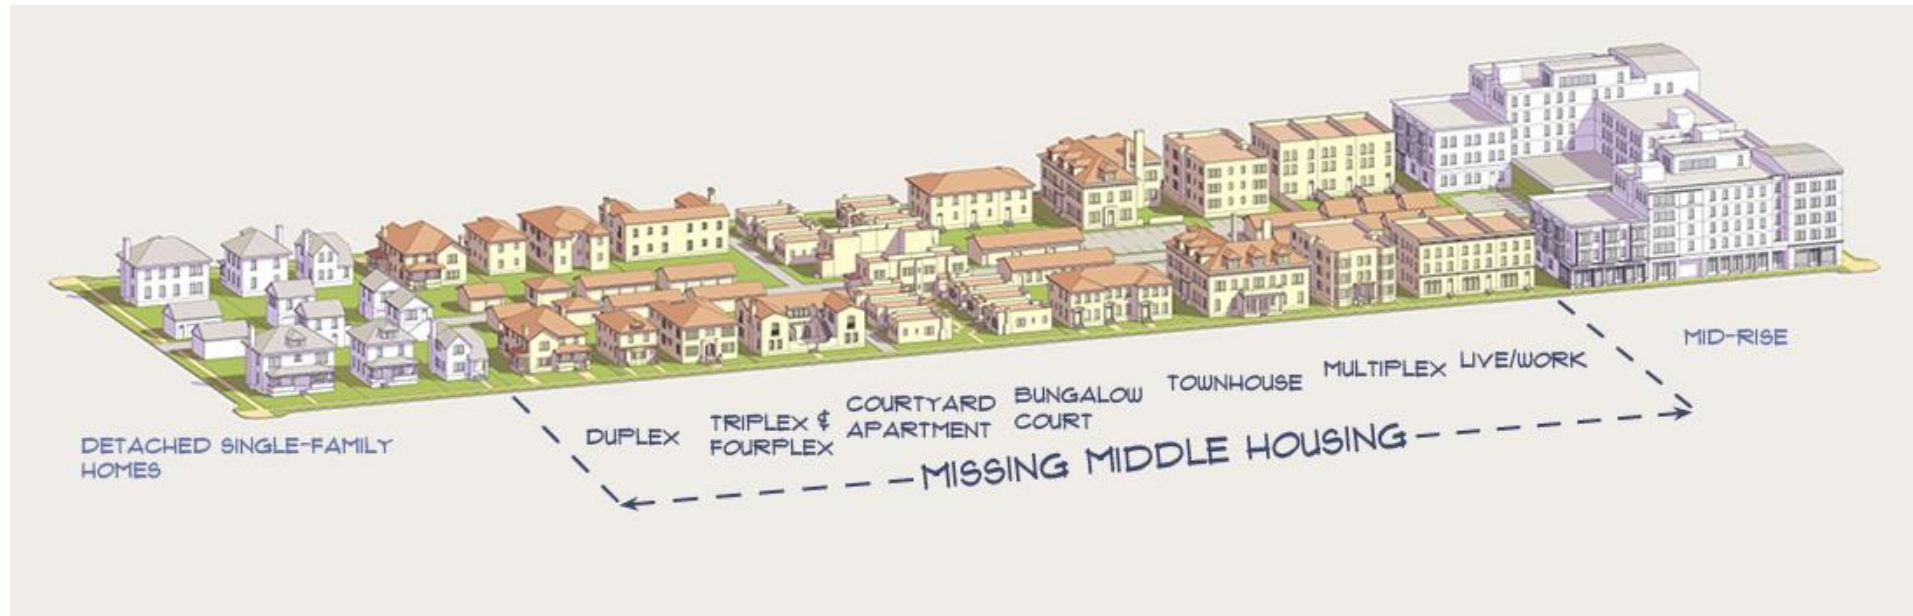 DETACHED SINGLE-FAMILY
HOMES
DUPLEX
TRIPLEX &
FOURPLEX
COURTYARD
APARTMENT
BUNGALOW
COURT
TOWNHOUSE
MULTIPLEX
LIVE/WORK
MID-RISE
MISSING MIDDLE HOUSING